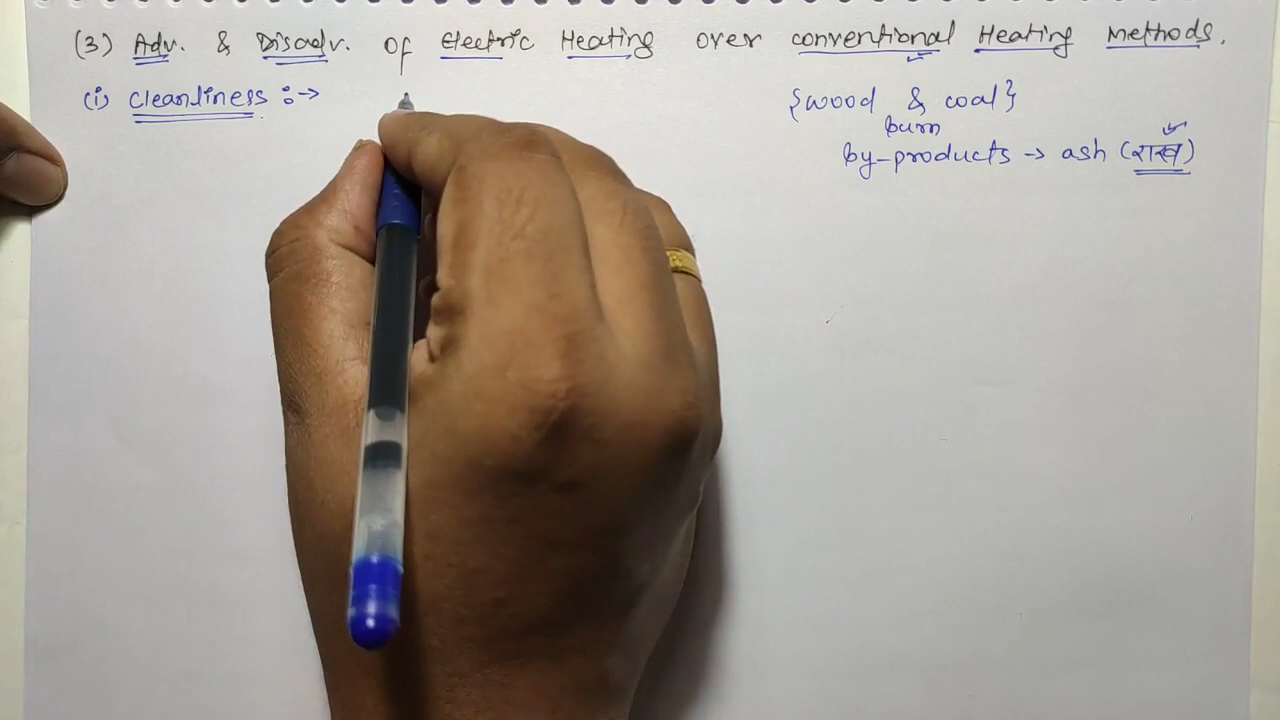 (3) Adv. & Disadv. of Electric Heating over conventional Heating Methods.
(i) Cleanliness :→ {wood & coal}
burn
by-products → ash (राख)